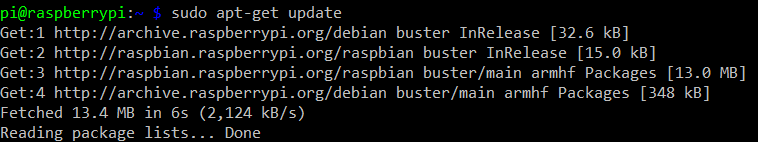 pi@raspberrypi:~ $ sudo apt-get update
Get:1 http://archive.raspberrypi.org/debian buster InRelease [32.6 kB]
Get:2 http://raspbian.raspberrypi.org/raspbian buster InRelease [15.0 kB]
Get:3 http://raspbian.raspberrypi.org/raspbian buster/main armhf Packages [13.0 MB]
Get:4 http://archive.raspberrypi.org/debian buster/main armhf Packages [348 kB]
Fetched 13.4 MB in 6s (2,124 kB/s)
Reading package lists... Done